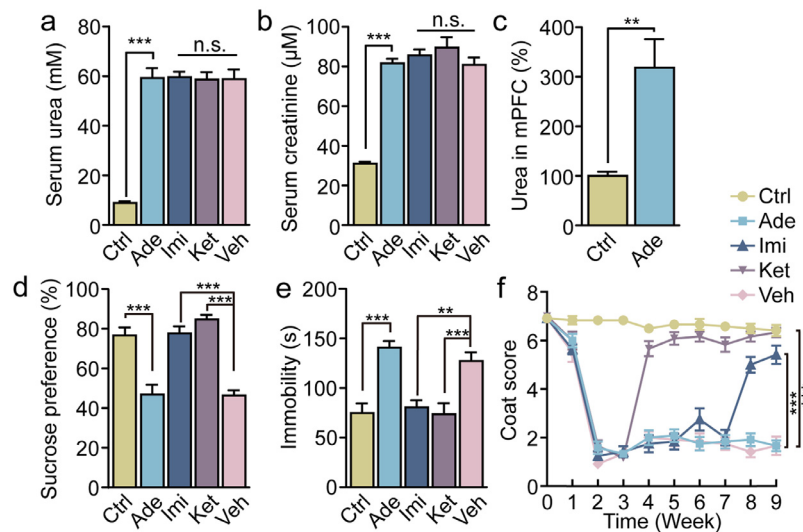 a
Serum urea (mM)
80
60
40
20
0
***
n.s.
Ctrl
Ade
Imi
Ket
Veh
b
Serum creatinine (μM)
100
80
60
40
20
0
***
n.s.
Ctrl
Ade
Imi
Ket
Veh
c
Urea in mPFC (%)
400
300
200
100
0
**
Ctrl
Ade
Ctrl
Ade
Imi
Ket
Veh
d
Sucrose preference (%)
100
80
60
40
20
0
***
***
***
Ctrl
Ade
Imi
Ket
Veh
e
Immobility (s)
200
150
100
50
0
***
**
***
Ctrl
Ade
Imi
Ket
Veh
f
Coat score
8
6
4
2
0
0 1 2 3 4 5 6 7 8 9
Time (Week)
***